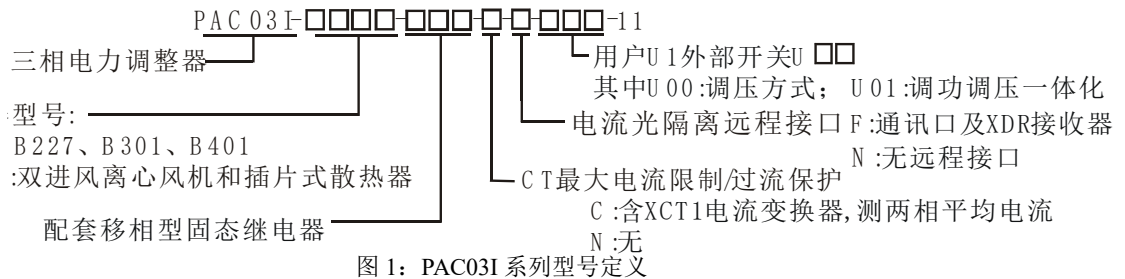 PAC03I-□□□□-□□□-□-□-□□□-11
三相电力调整器
用户U1外部开关U□□
其中U00:调压方式; U01:调功调压一体化
型号:
B227、B301、B401
:双进风离心风机和插片式散热器
电流光隔离远程接口 F:通讯口及XDR接收器
N:无远程接口
CT最大电流限制/过流保护
C:含XCT1电流变换器,测两相平均电流
N:无
配套移相型固态继电器
图 1：PAC03I 系列型号定义